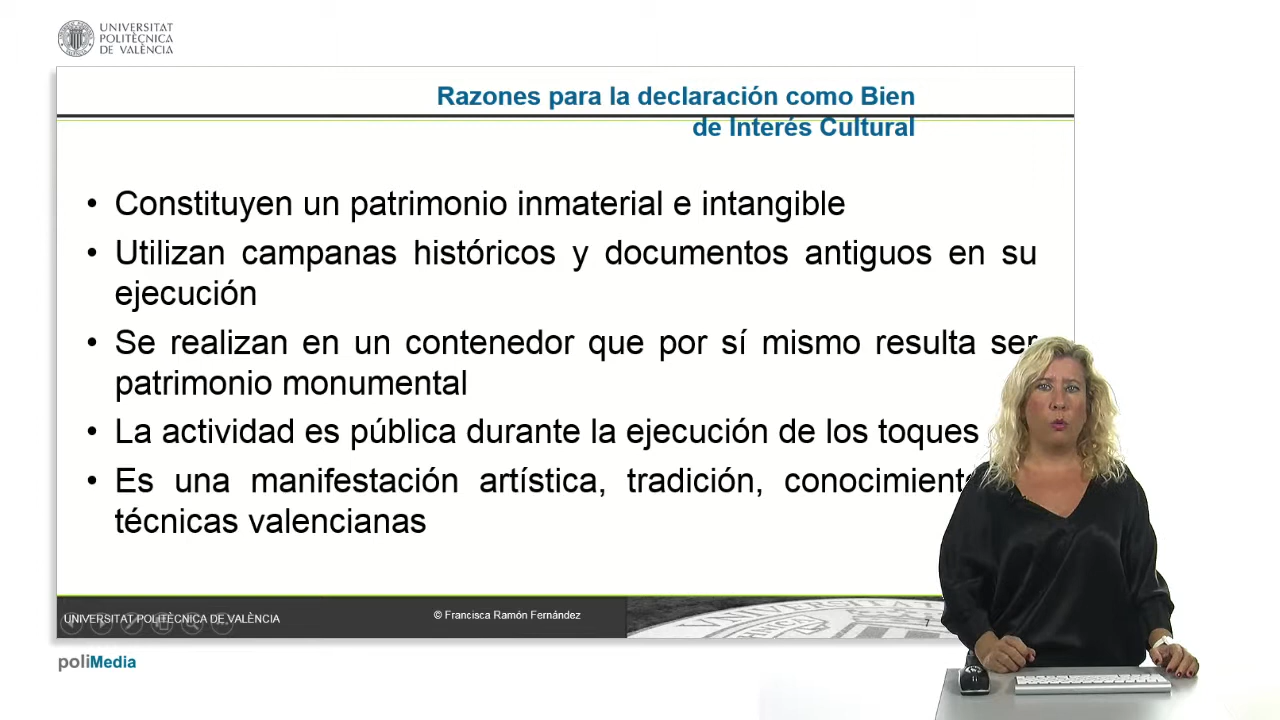 UNIVERSITAT
POLITÈCNICA
DE VALÈNCIA
Razones para la declaración como Bien
de Interés Cultural
• Constituyen un patrimonio inmaterial e intangible
• Utilizan campanas históricos y documentos antiguos en su
ejecución
• Se realizan en un contenedor que por sí mismo resulta ser
patrimonio monumental
• La actividad es pública durante la ejecución de los toques
• Es una manifestación artística, tradición,
técnicas valencianas
UNIVERSITAT POLITÈCNICA DE VALÈNCIA
© Francisca Ramón Fernández
7
poliMedia